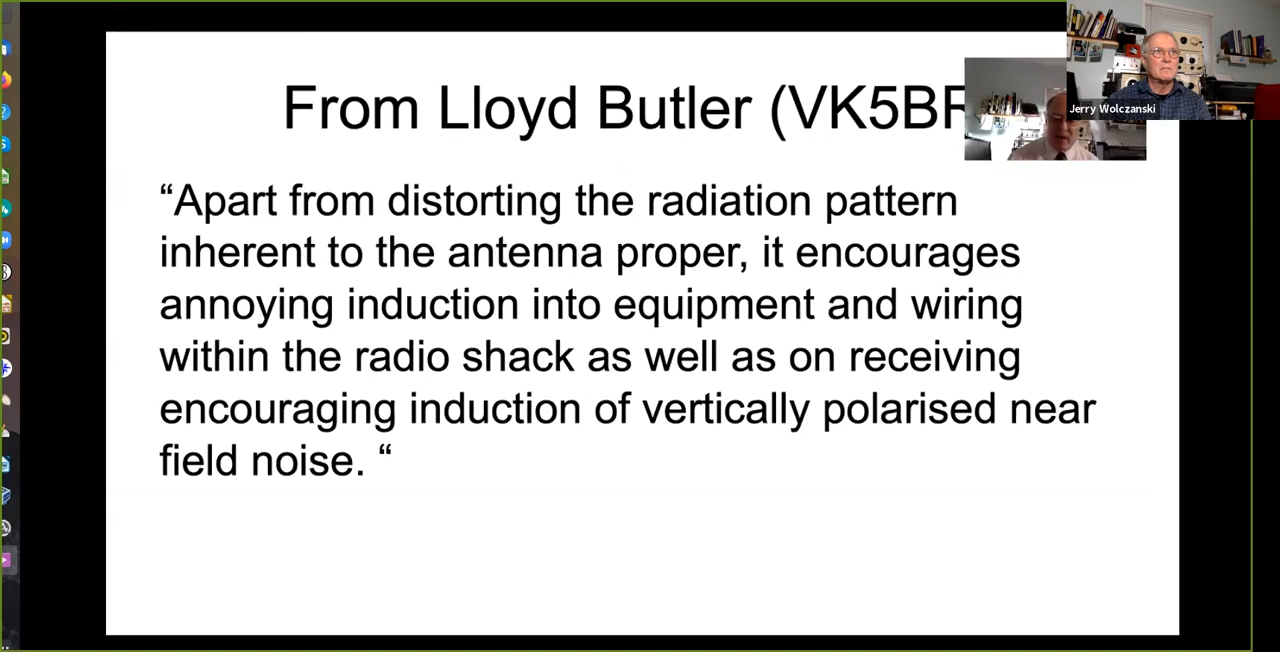 From Lloyd Butler (VK5BR
“Apart from distorting the radiation pattern
inherent to the antenna proper, it encourages
annoying induction into equipment and wiring
within the radio shack as well as on receiving
encouraging induction of vertically polarised near
field noise. “
Jerry Wolczanski